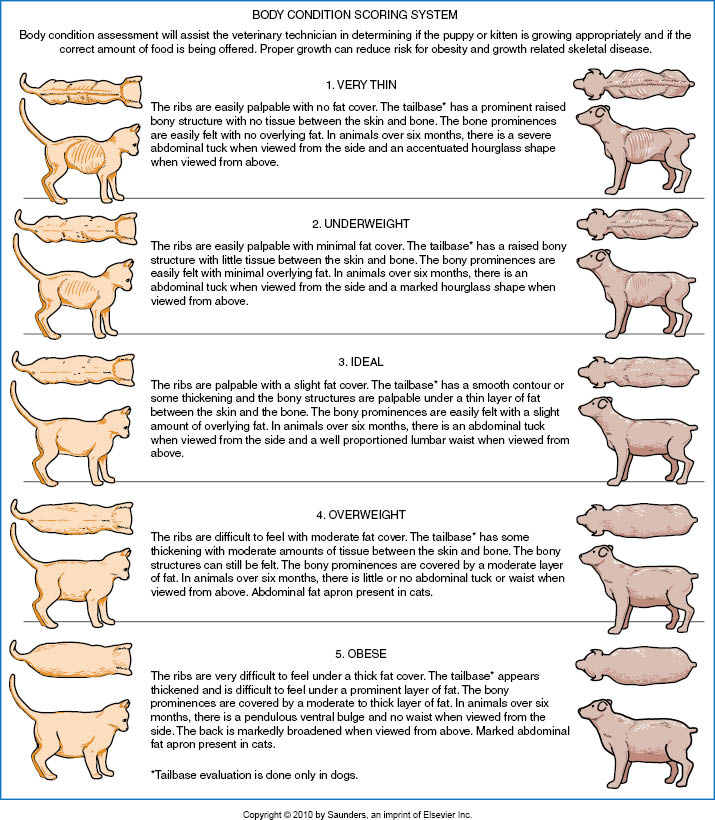 BODY CONDITION SCORING SYSTEM
Body condition assessment will assist the veterinary technician in determining if the puppy or kitten is growing appropriately and if the
correct amount of food is being offered. Proper growth can reduce risk for obesity and growth related skeletal disease.
1. VERY THIN
The ribs are easily palpable with no fat cover. The tailbase* has a prominent raised
bony structure with no tissue between the skin and bone. The bone prominences
are easily felt with no overlying fat. In animals over six months, there is a severe
abdominal tuck when viewed from the side and an accentuated hourglass shape
when viewed from above.
2. UNDERWEIGHT
The ribs are easily palpable with minimal fat cover. The tailbase* has a raised bony
structure with little tissue between the skin and bone. The bony prominences are
easily felt with minimal overlying fat. In animals over six months, there is an
abdominal tuck when viewed from the side and a marked hourglass shape when
viewed from above.
3. IDEAL
The ribs are palpable with a slight fat cover. The tailbase* has a smooth contour or
some thickening and the bony structures are palpable under a thin layer of fat
between the skin and the bone. The bony prominences are easily felt with a slight
amount of overlying fat. In animals over six months, there is an abdominal tuck
when viewed from the side and a well proportioned lumbar waist when viewed from
above.
4. OVERWEIGHT
The ribs are difficult to feel with moderate fat cover. The tailbase* has some
thickening with moderate amounts of tissue between the skin and bone. The bony
structures can still be felt. The bony prominences are covered by a moderate layer
of fat. In animals over six months, there is little or no abdominal tuck or waist when
viewed from above. Abdominal fat apron present in cats.
5. OBESE
The ribs are very difficult to feel under a thick fat cover. The tailbase* appears
thickened and is difficult to feel under a prominent layer of fat. The bony
prominences are covered by a moderate to thick layer of fat. In animals over six
months, there is a pendulous ventral bulge and no waist when viewed from the
side. The back is markedly broadened when viewed from above. Marked abdominal
fat apron present in cats.
*Tailbase evaluation is done only in dogs.
Copyright © 2010 by Saunders, an imprint of Elsevier Inc.